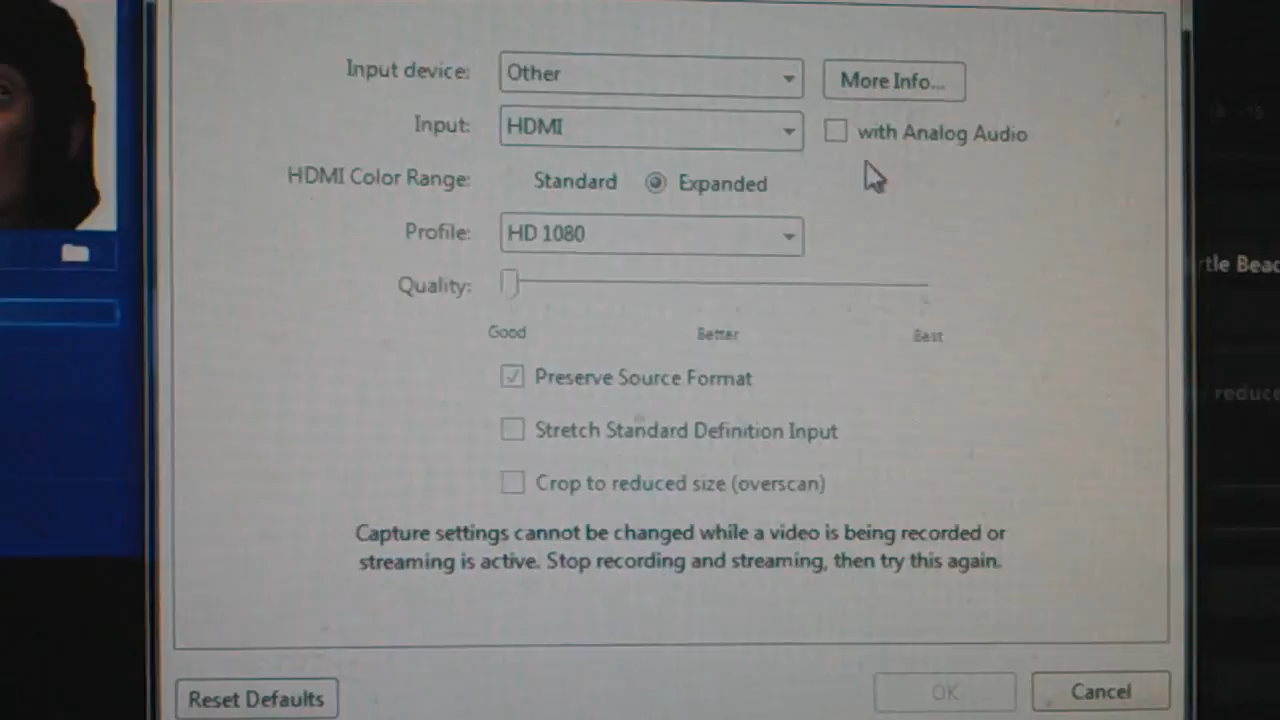 Input device: Other More Info...
Input: HDMI with Analog Audio
HDMI Color Range: Standard Expanded
Profile: HD 1080
Quality:
Good Better Best
Preserve Source Format
Stretch Standard Definition Input
Crop to reduced size (overscan)
Capture settings cannot be changed while a video is being recorded or
streaming is active. Stop recording and streaming, then try this again.
Reset Defaults OK Cancel
rtle Beac
reduce